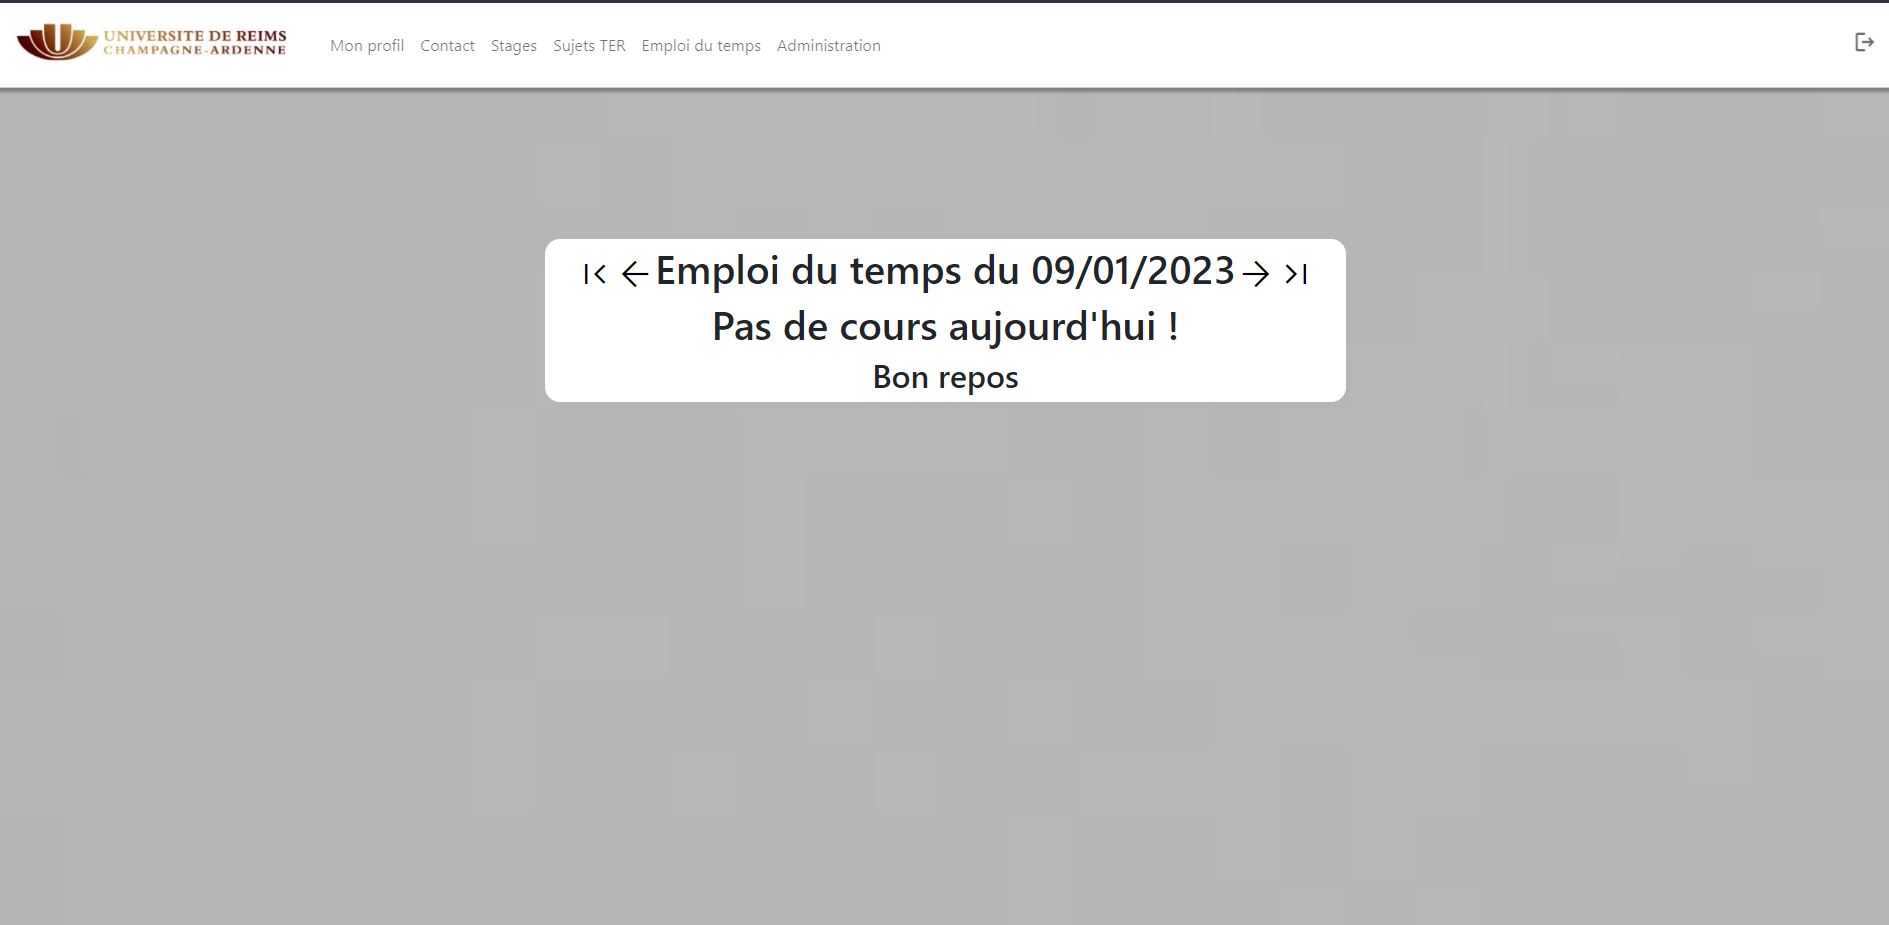 UNIVERSITE DE REIMS
CHAMPAGNE-ARDENNE
Mon profil Contact Stages Sujets TER Emploi du temps Administration
Emploi du temps du 09/01/2023
Pas de cours aujourd'hui !
Bon repos